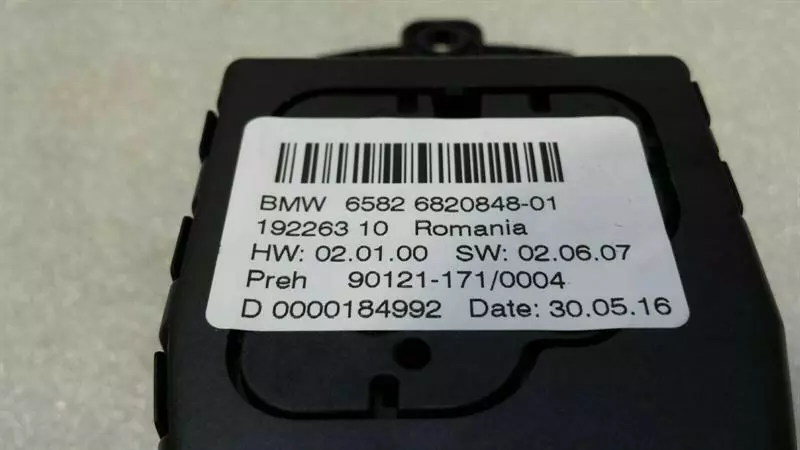 BMW 6582 6820848-01
192263 10 Romania
HW: 02.01.00 SW: 02.06.07
Preh 90121-171/0004
D 0000184992 Date: 30.05.16